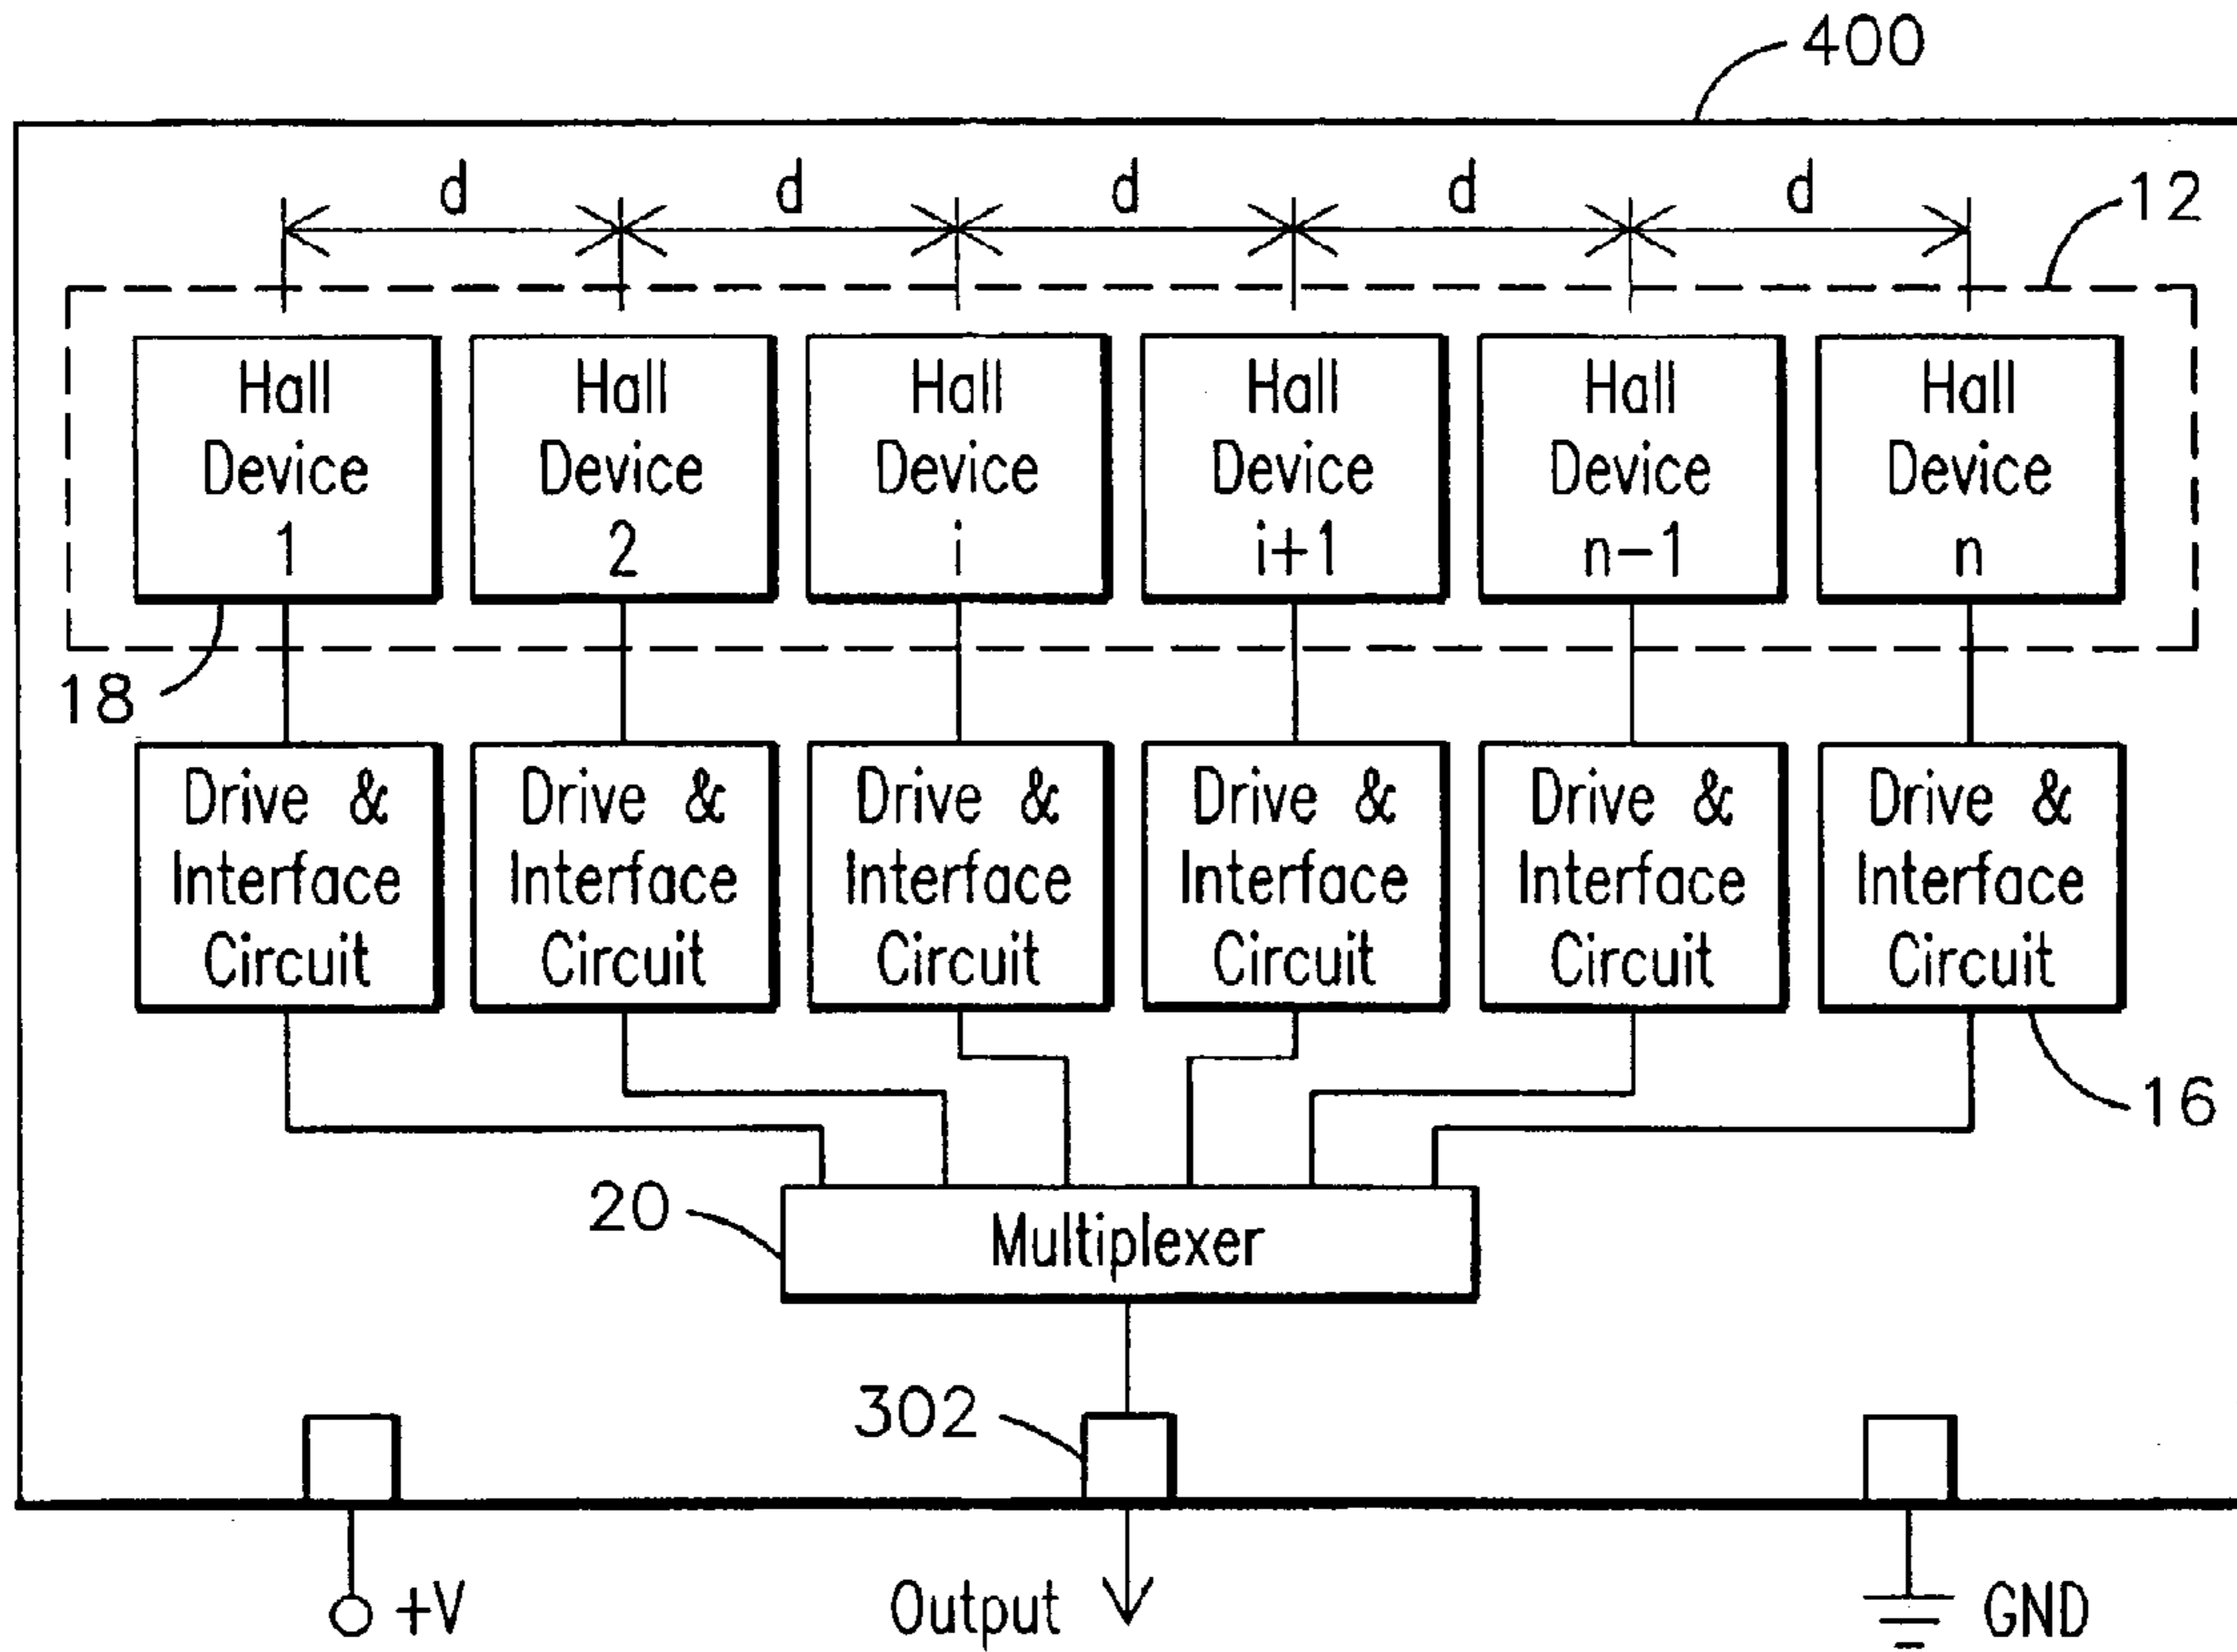 400
d d d d d
12
Hall Device 1
Hall Device 2
Hall Device i
Hall Device i+1
Hall Device n-1
Hall Device n
18
Drive & Interface Circuit
Drive & Interface Circuit
Drive & Interface Circuit
Drive & Interface Circuit
Drive & Interface Circuit
Drive & Interface Circuit
16
20
Multiplexer
302
+V
Output
GND